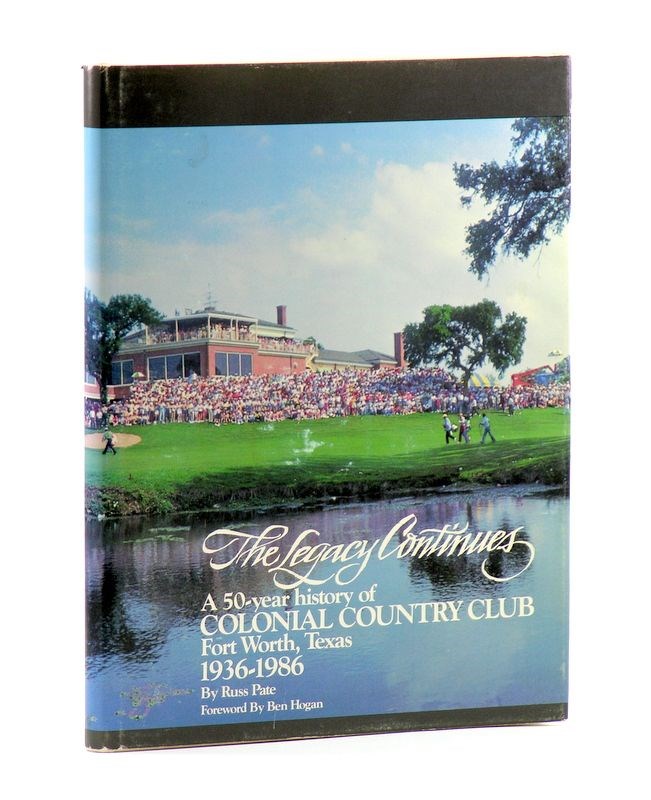 The Legacy Continues
A 50-year history of
COLONIAL COUNTRY CLUB
Fort Worth, Texas
1936-1986
By Russ Pate
Foreword By Ben Hogan